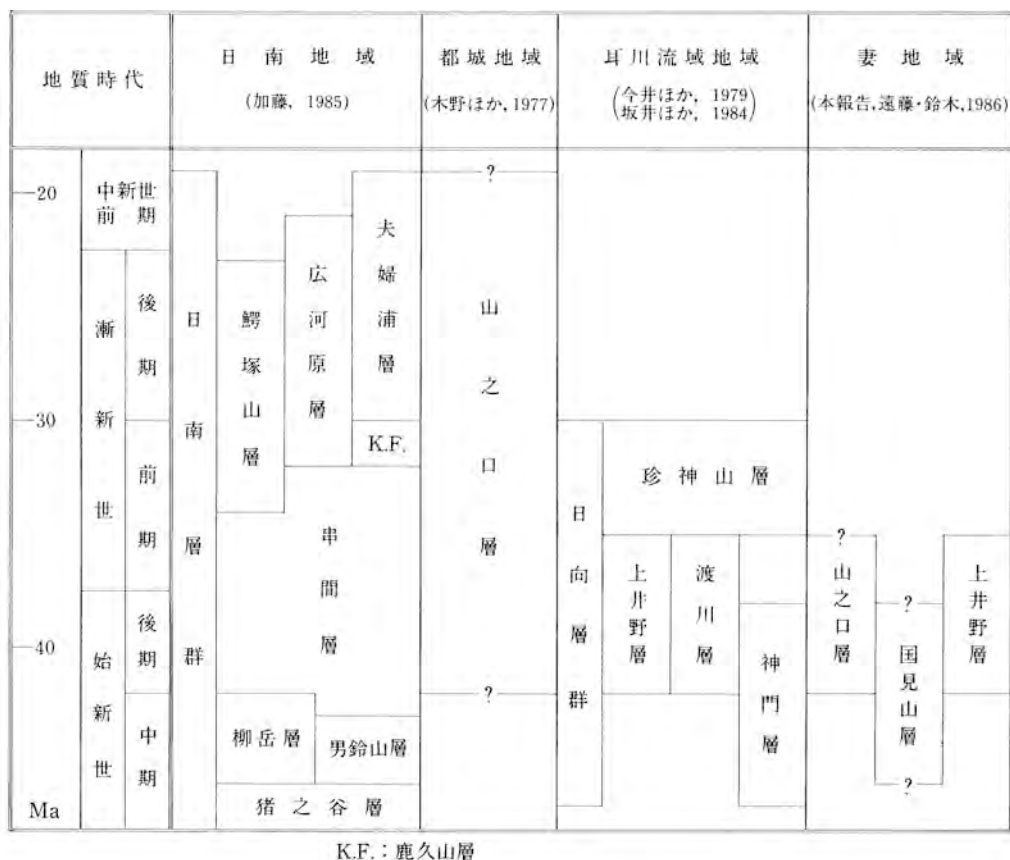 地質時代
日南地域
(加藤, 1985)
都城地域
(木野ほか, 1977)
耳川流域地域
(今井ほか, 1979)
(坂井ほか, 1984)
妻地域
(本報告, 遠藤・鈴木, 1986)
20
30
40
Ma
中新世
前期
漸新世
後期
前期
始新世
後期
中期
日南層群
鰐塚山層
広河原層
夫婦浦層
K.F.
串間層
柳岳層
男鈴山層
猪之谷層
?
山之口層
?
日向層群
珍神山層
上井野層
渡川層
神門層
?
山之口層
?
国見山層
?
上井野層
K.F.:鹿久山層